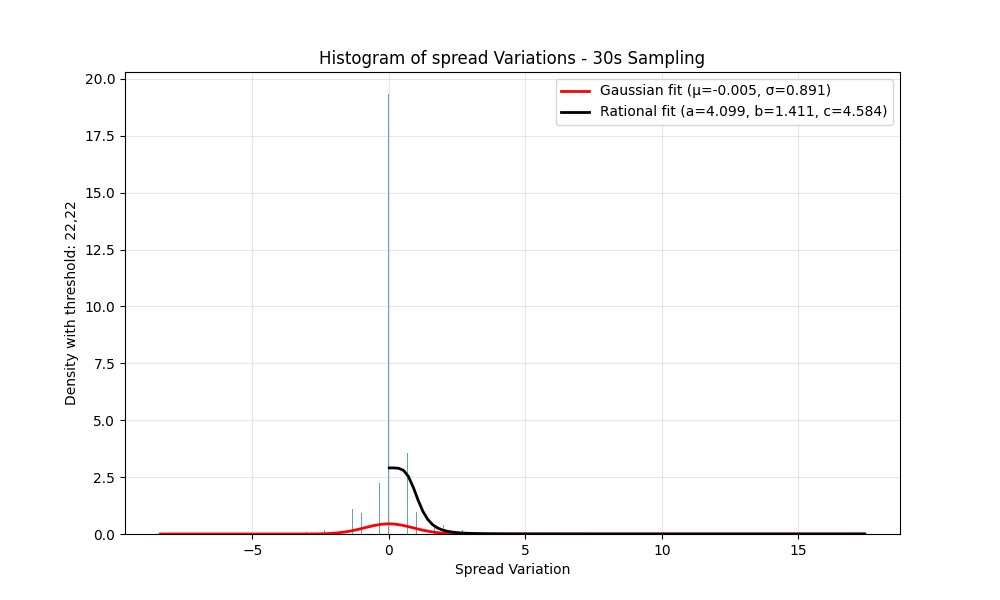 Histogram of spread Variations - 30s Sampling
Gaussian fit (μ=-0.005, σ=0.891)
Rational fit (a=4.099, b=1.411, c=4.584)
Density with threshold: 22,22
20.0
17.5
15.0
12.5
10.0
7.5
5.0
2.5
0.0
−5
0
5
10
15
Spread Variation